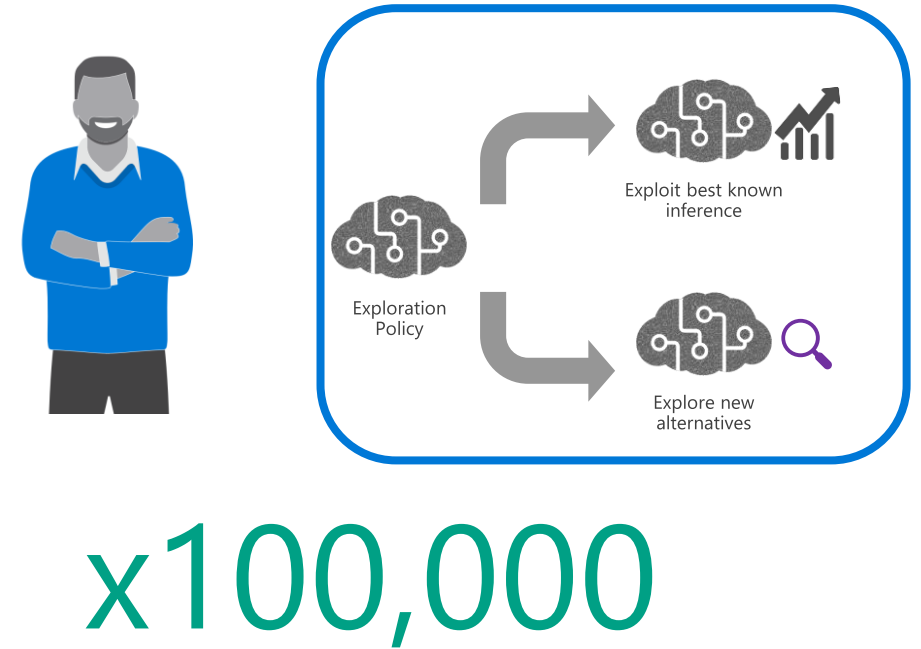 Exploit best known
inference
Exploration
Policy
Explore new
alternatives
x100,000